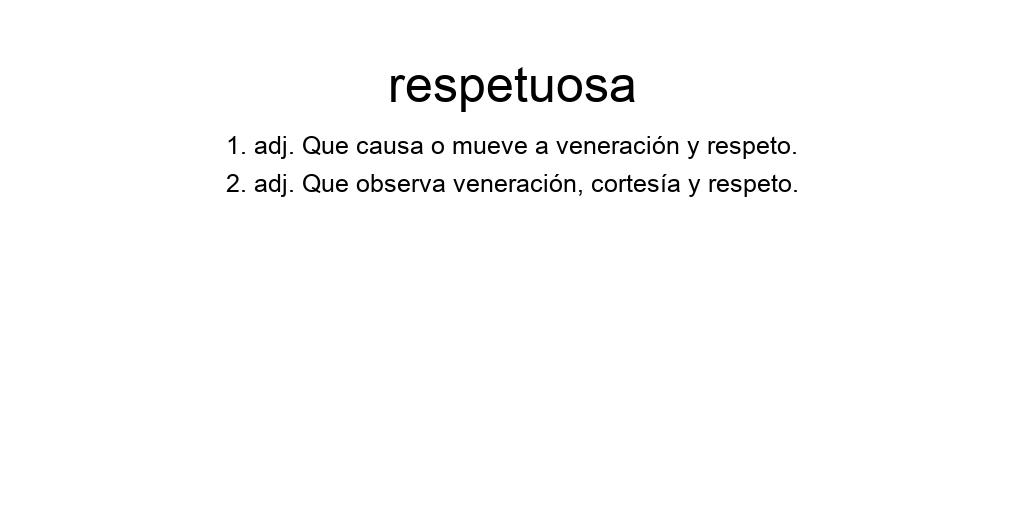 respetuosa
1. adj. Que causa o mueve a veneración y respeto.
2. adj. Que observa veneración, cortesía y respeto.